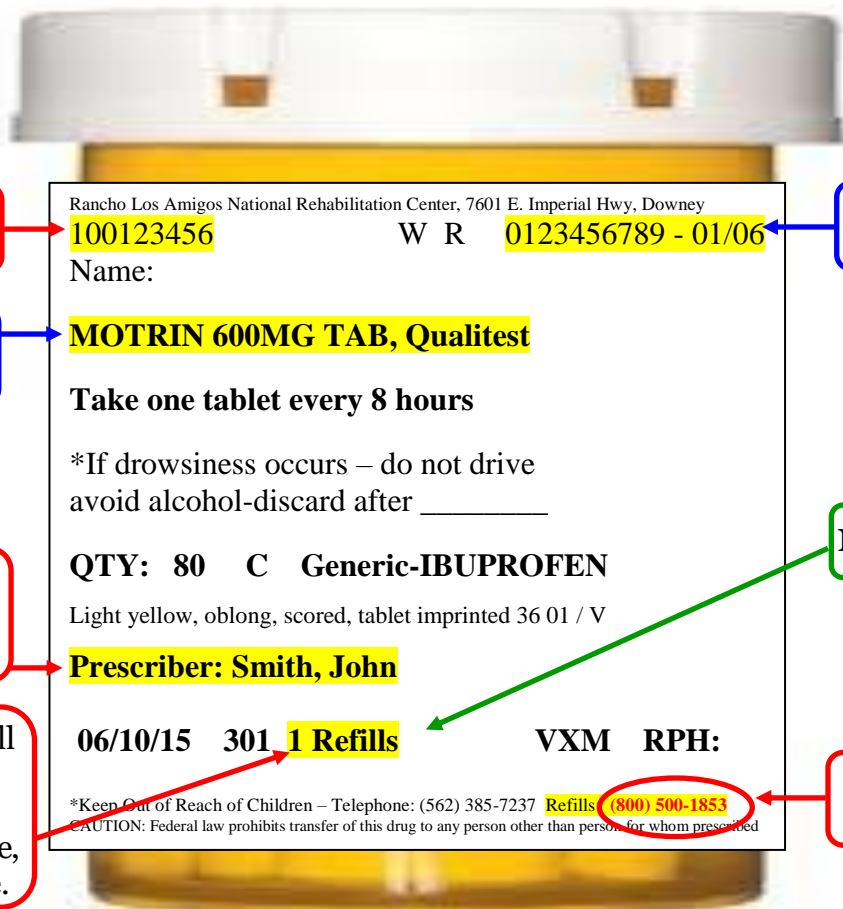 Rancho Los Amigos National Rehabilitation Center, 7601 E. Imperial Hwy, Downey
100123456 W R 0123456789 - 01/06
Name:
MOTRIN 600MG TAB, Qualitest
Take one tablet every 8 hours
*If drowsiness occurs – do not drive
avoid alcohol-discard after ________
QTY: 80 C Generic-IBUPROFEN
Light yellow, oblong, scored, tablet imprinted 36 01 / V
Prescriber: Smith, John
06/10/15 301 1 Refills VXM RPH:
*Keep Out of Reach of Children – Telephone: (562) 385-7237 Refills: (800) 500-1853
CAUTION: Federal law prohibits transfer of this drug to any person other than person for whom prescribed